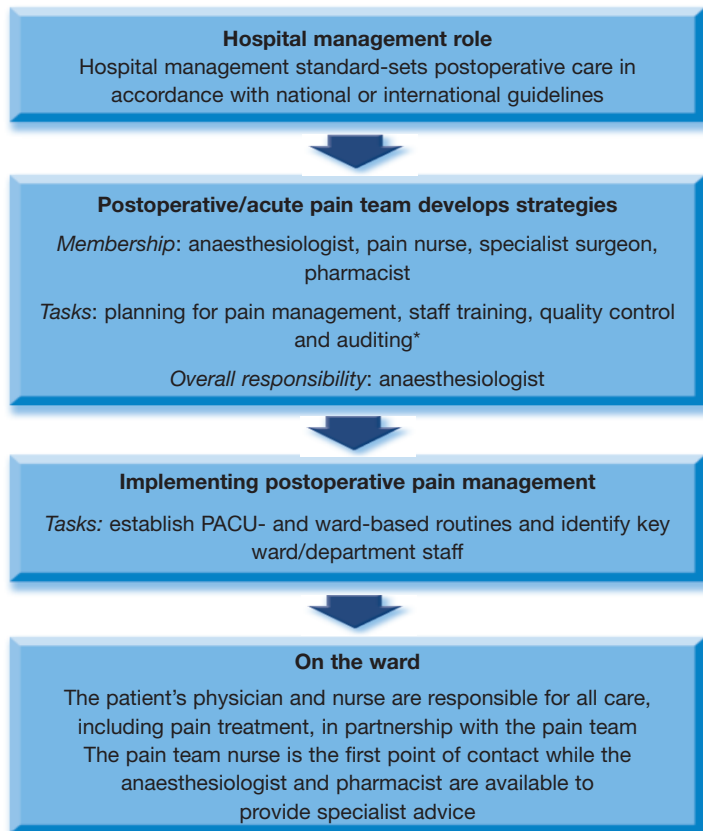 Hospital management role
Hospital management standard-sets postoperative care in
accordance with national or international guidelines
Postoperative/acute pain team develops strategies
Membership: anaesthesiologist, pain nurse, specialist surgeon,
pharmacist
Tasks: planning for pain management, staff training, quality control
and auditing*
Overall responsibility: anaesthesiologist
Implementing postoperative pain management
Tasks: establish PACU- and ward-based routines and identify key
ward/department staff
On the ward
The patient’s physician and nurse are responsible for all care,
including pain treatment, in partnership with the pain team
The pain team nurse is the first point of contact while the
anaesthesiologist and pharmacist are available to
provide specialist advice